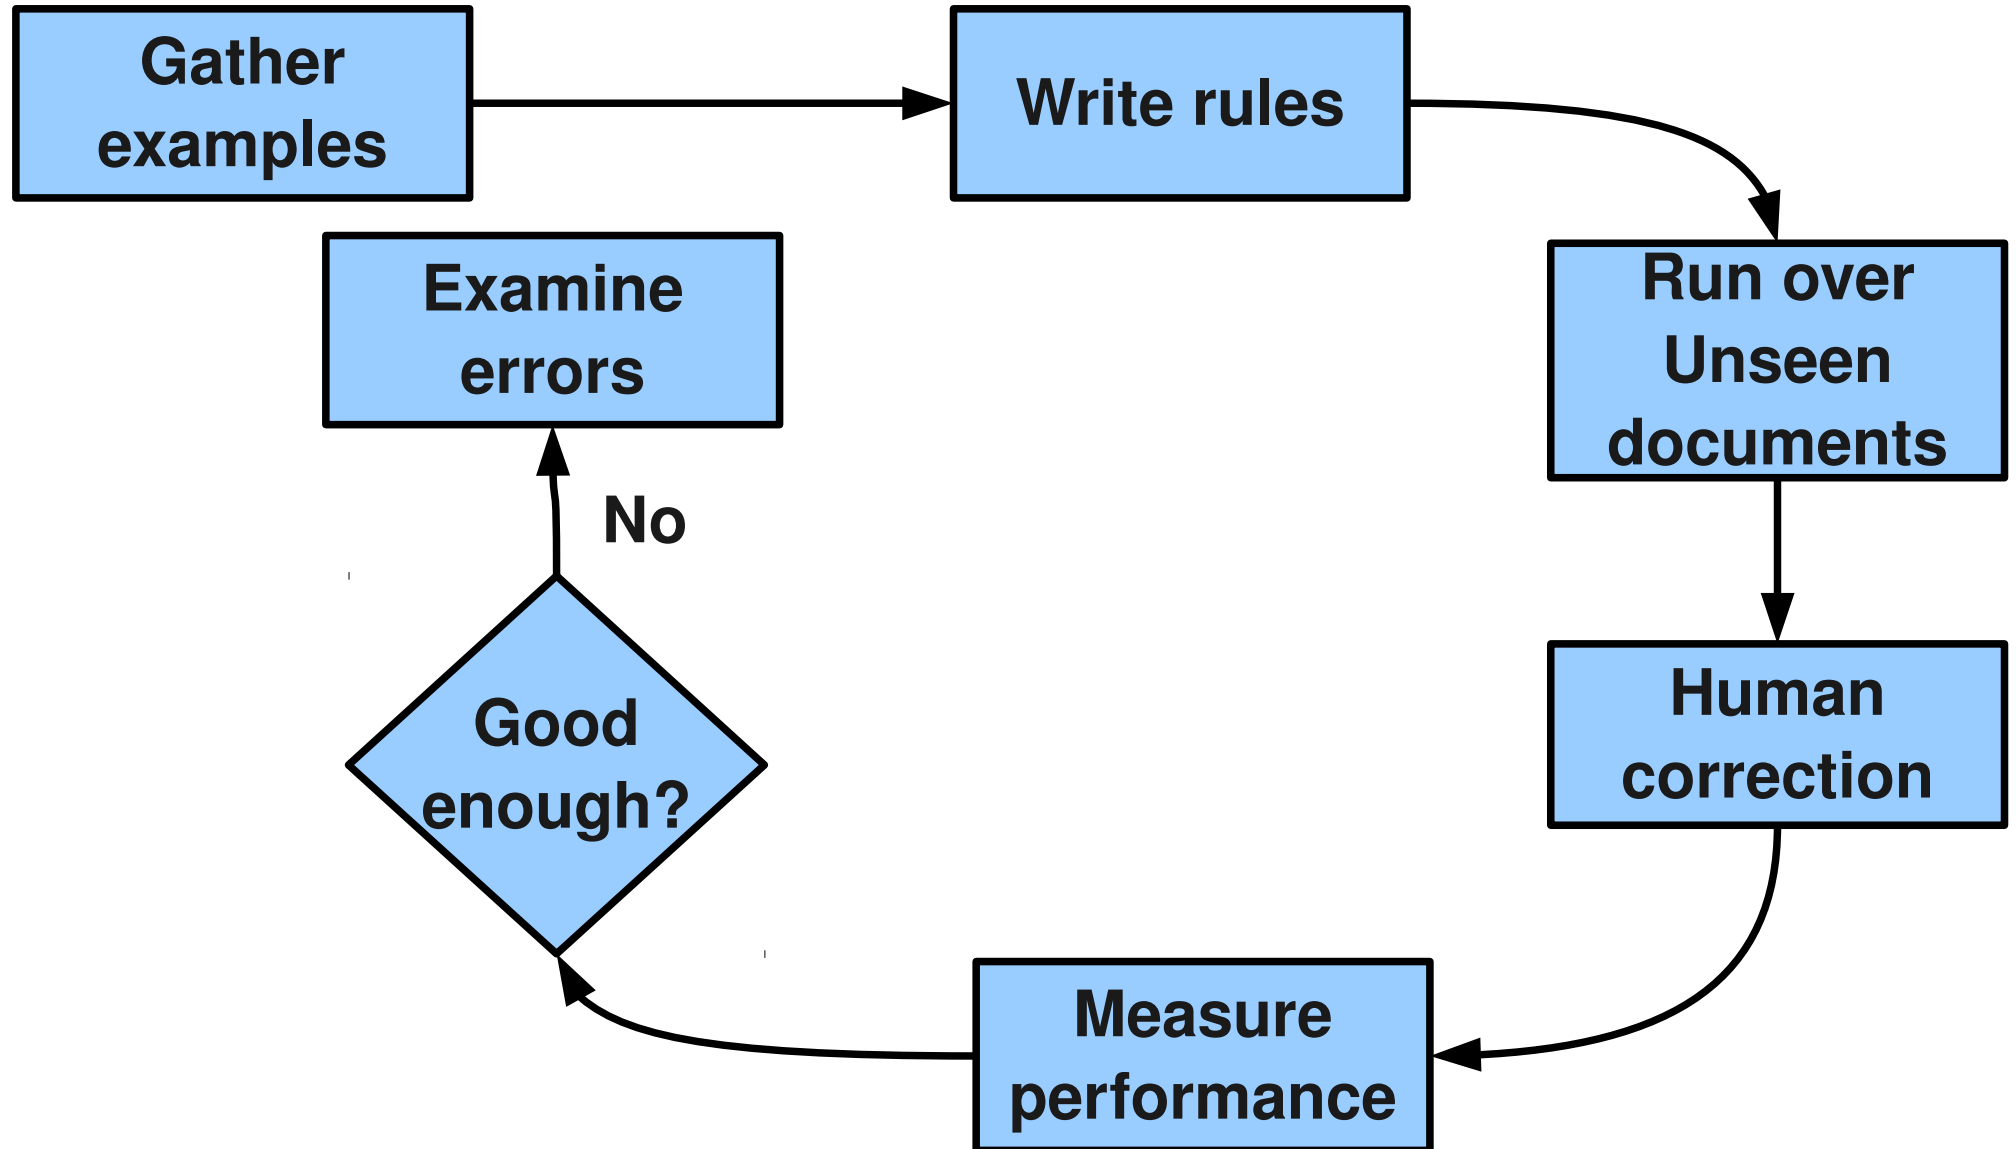 Gather
examples
Write rules
Run over
Unseen
documents
Human
correction
Measure
performance
Good
enough?
No
Examine
errors